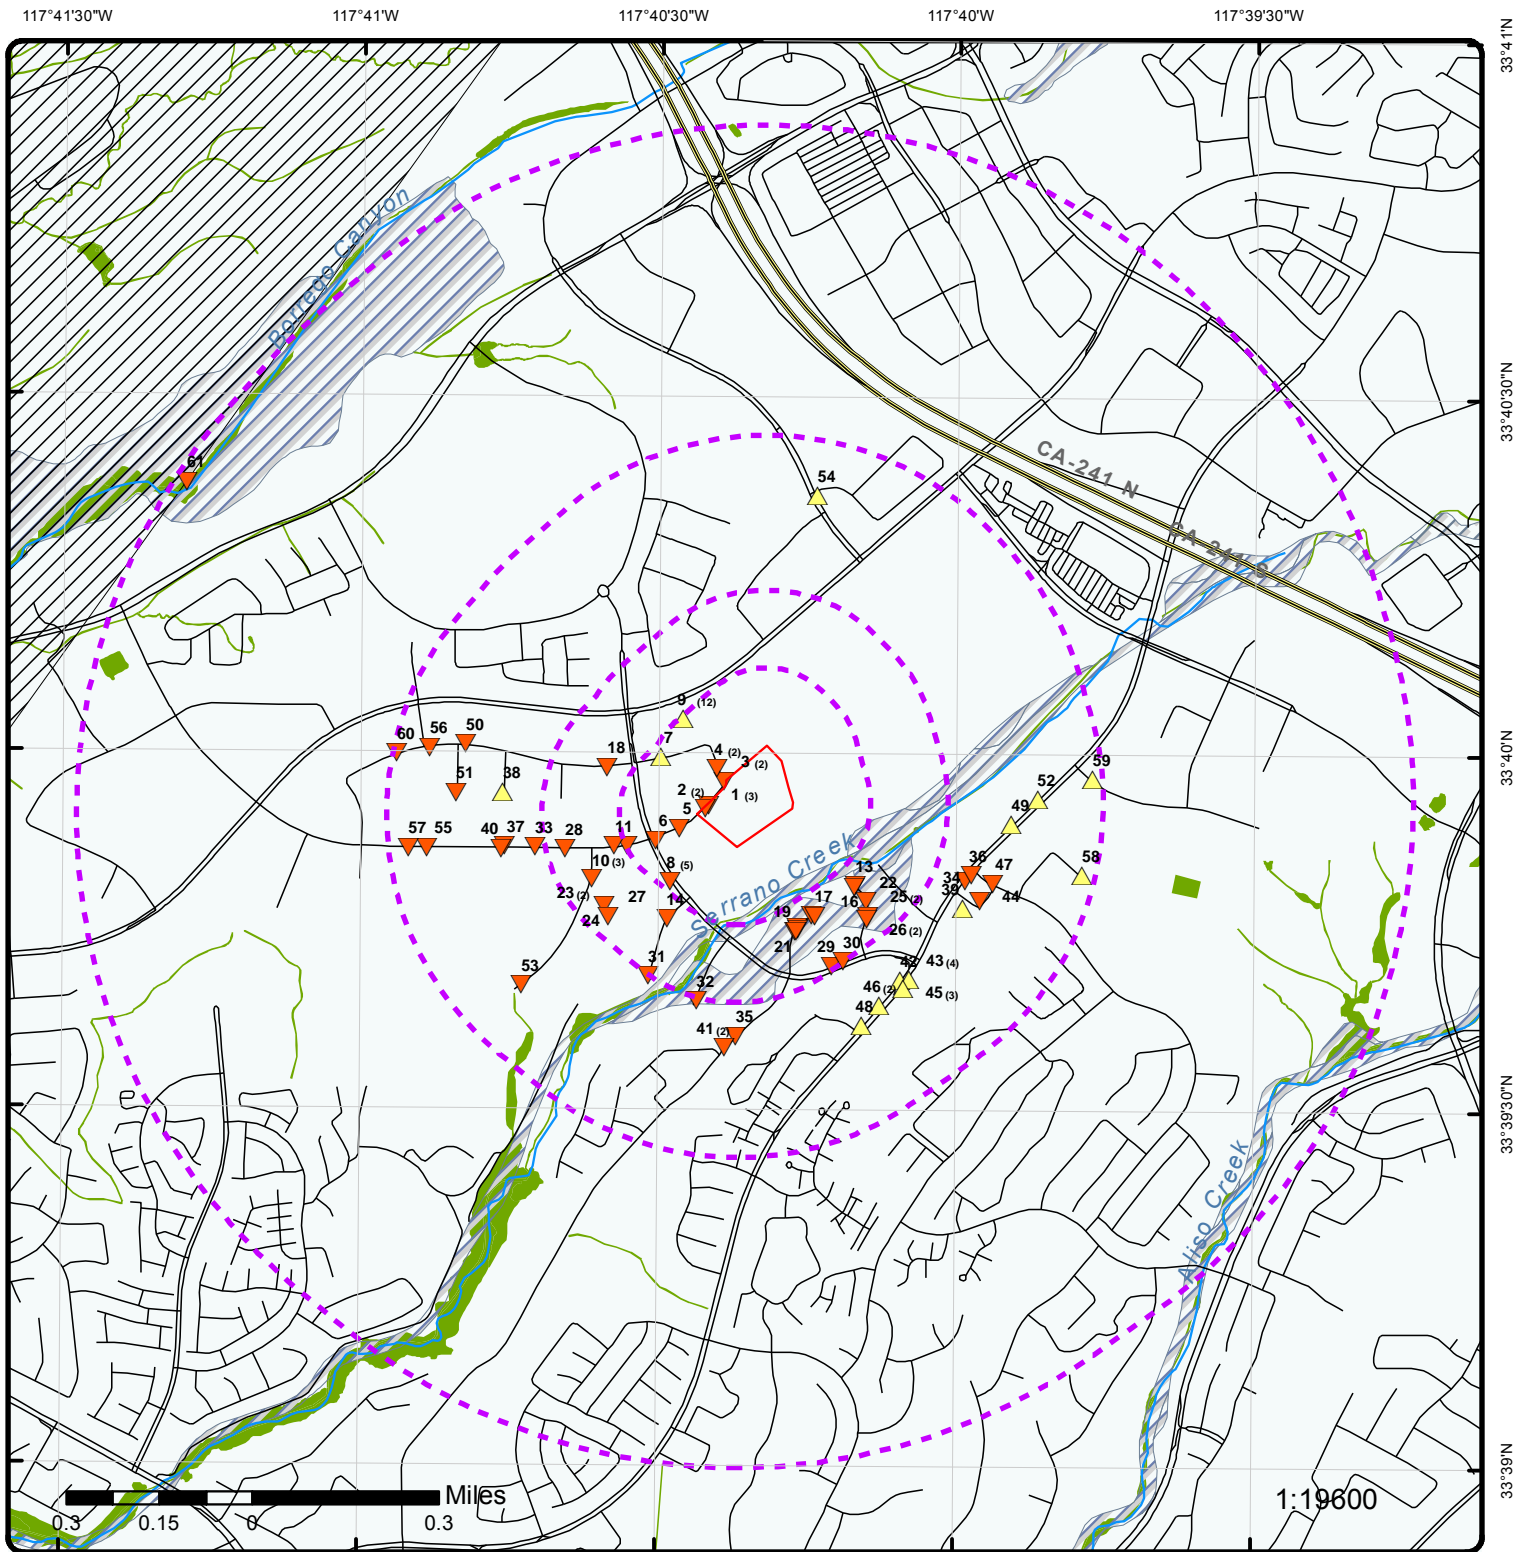 117°41'30"W 117°41'W 117°40'30"W 117°40'W 117°39'30"W
33°41'N
Borrego Canyon
33°40'30"N
CA-241 N
61
54
CA-241 S
9 (12)
60 56 50
7
18 4 (2)
3 (2)
33°40'N
51 38
2 (2) 1 (3)
5
59
52
49
6
57 55 40 37 33 28 11
10 (3) 8 (5)
Serrano Creek
13
36 47
58
34
23 (2) 27 14
22
17 16 25 (2)
39 44
24
19
26 (2)
21
29 30
31
42 43 (4)
53
32
46 (2) 45 (3)
48
35
41 (2)
33°39'30"N
Aliso Creek
33°39'N
Miles
0.3 0.15 0 0.3
1:19600